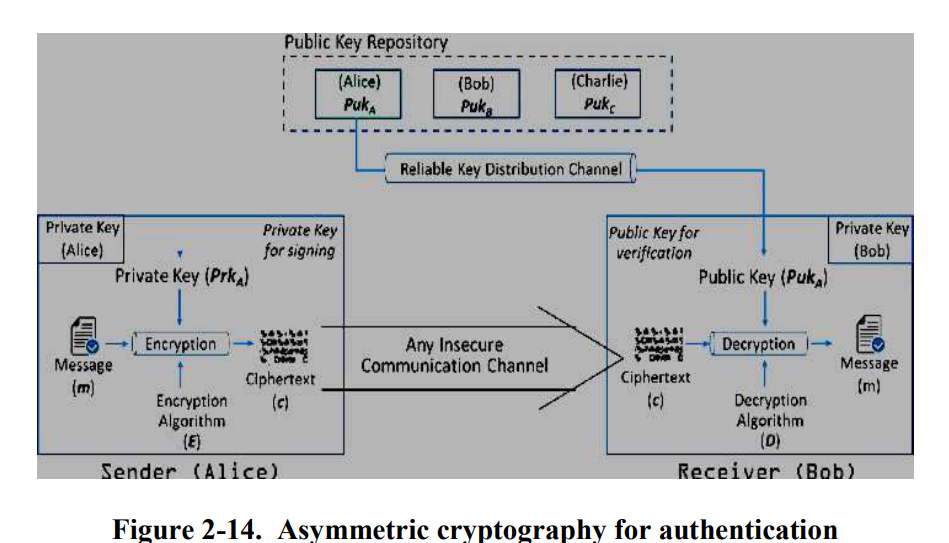 Public Key Repository
(Alice)
PukA
(Bob)
PukB
(Charlie)
PukC
Reliable Key Distribution Channel
Private Key
(Alice)
Private Key
for signing
Private Key (PrkA)
Message
(m)
Encryption
Ciphertext
(c)
Encryption
Algorithm
(E)
Sender (Alice)
Any Insecure
Communication Channel
Public Key for
verification
Private Key
(Bob)
Public Key (PukA)
Ciphertext
(c)
Decryption
Message
(m)
Decryption
Algorithm
(D)
Receiver (Bob)
Figure 2-14. Asymmetric cryptography for authentication